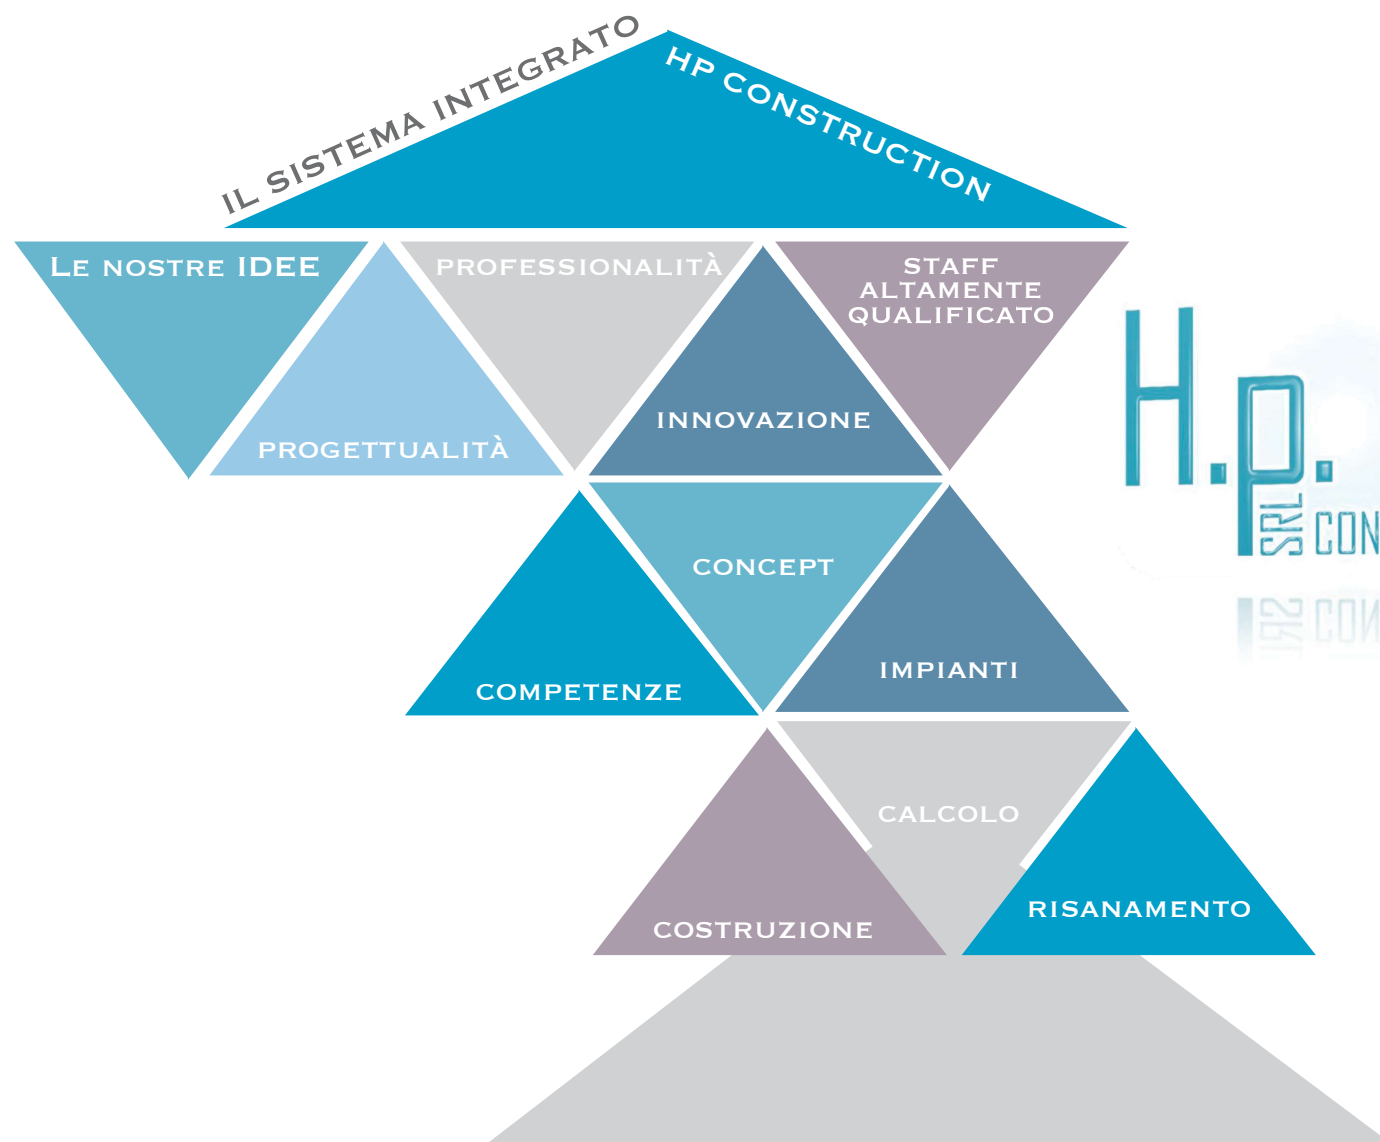 IL SISTEMA INTEGRATO
HP CONSTRUCTION
LE NOSTRE IDEE
PROFESSIONALITÀ
STAFF
ALTAMENTE
QUALIFICATO
PROGETTUALITÀ
INNOVAZIONE
CONCEPT
COMPETENZE
IMPIANTI
CALCOLO
COSTRUZIONE
RISANAMENTO
H.p.
SRL CON